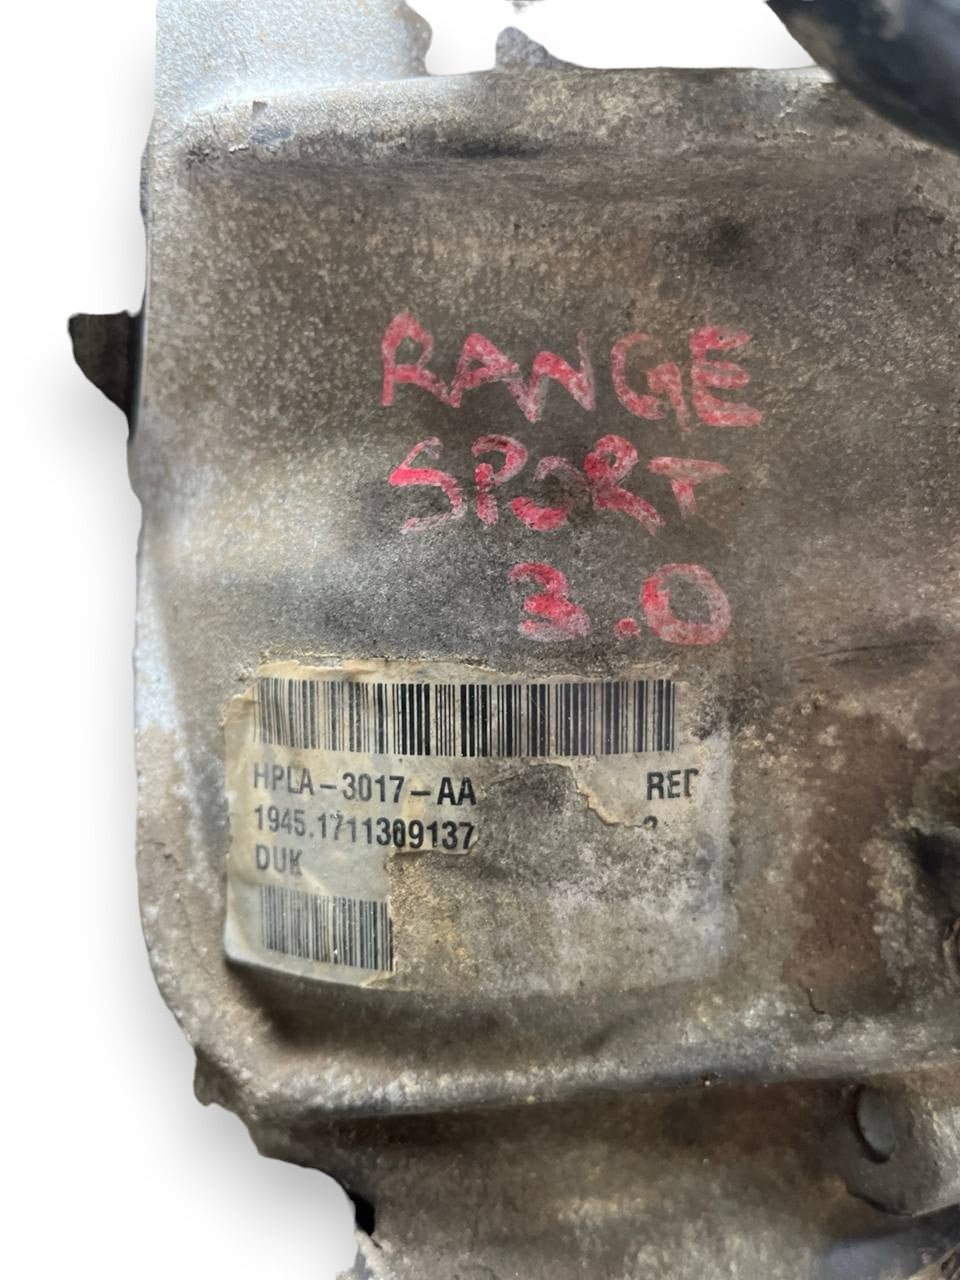 RANGE
SPORT
3.0
HPLA-3017-AA
1945.1711309137
DUK